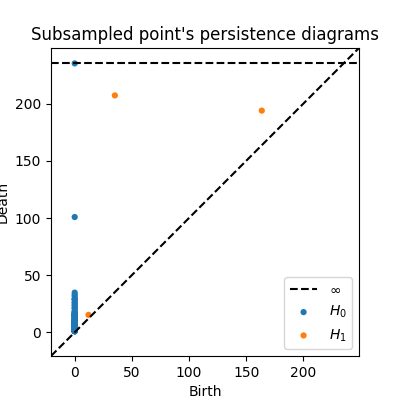 Subsampled point's persistence diagrams
200
150
100
50
0
Death
0 50 100 150 200
Birth
∞
H₀
H₁